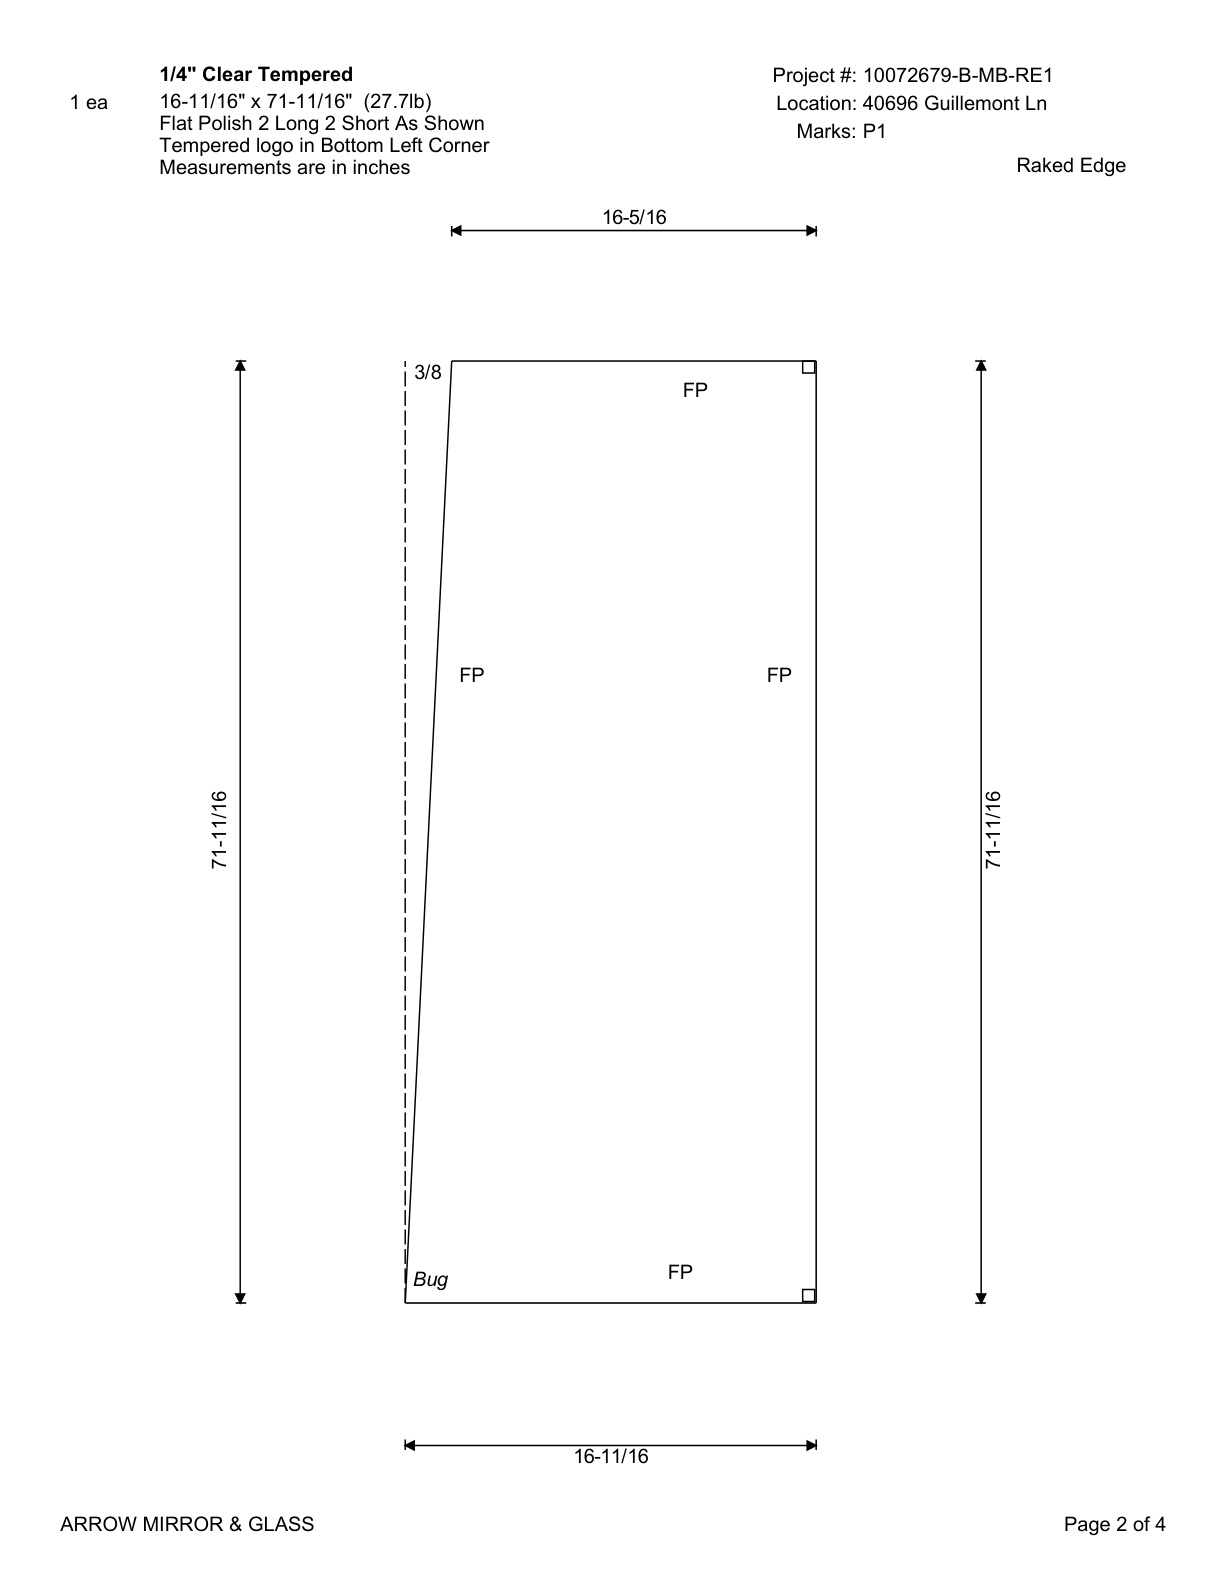 1/4" Clear Tempered
1 ea
16-11/16" x 71-11/16" (27.7lb)
Flat Polish 2 Long 2 Short As Shown
Tempered logo in Bottom Left Corner
Measurements are in inches
Project #: 10072679-B-MB-RE1
Location: 40696 Guillemont Ln
Marks: P1
Raked Edge
16-5/16
3/8
FP
FP
FP
71-11/16
71-11/16
FP
Bug
16-11/16
ARROW MIRROR & GLASS
Page 2 of 4